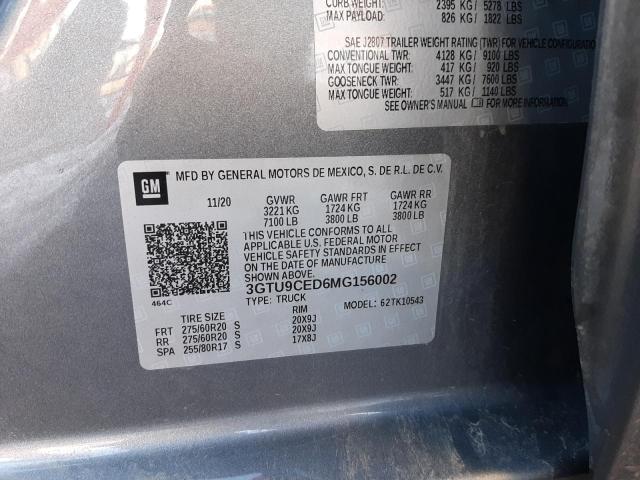 CURB WEIGHT: 2395 KG / 5278 LBS
MAX PAYLOAD: 826 KG / 1822 LBS
SAE J2807 TRAILER WEIGHT RATING (TWR) FOR VEHICLE CONFIGURATION
CONVENTIONAL TWR: 4128 KG / 9100 LBS
MAX TONGUE WEIGHT: 417 KG / 920 LBS
GOOSENECK TWR: 3447 KG / 7600 LBS
MAX TONGUE WEIGHT: 517 KG / 1140 LBS
SEE OWNER'S MANUAL FOR MORE INFORMATION
GM MFD BY GENERAL MOTORS DE MEXICO, S. DE R.L. DE C.V.
11/20 GVWR GAWR FRT GAWR RR
3221 KG 1724 KG 1724 KG
7100 LB 3800 LB 3800 LB
THIS VEHICLE CONFORMS TO ALL
APPLICABLE U.S. FEDERAL MOTOR
VEHICLE SAFETY STANDARDS IN EFFECT
ON THE DATE OF MANUFACTURE
3GTU9CED6MG156002
464C TYPE: TRUCK 62TK10543
TIRE SIZE RIM
FRT 275/60R20 S 20X9J
RR 275/60R20 S 20X9J
SPA 255/80R17 S 17X8J